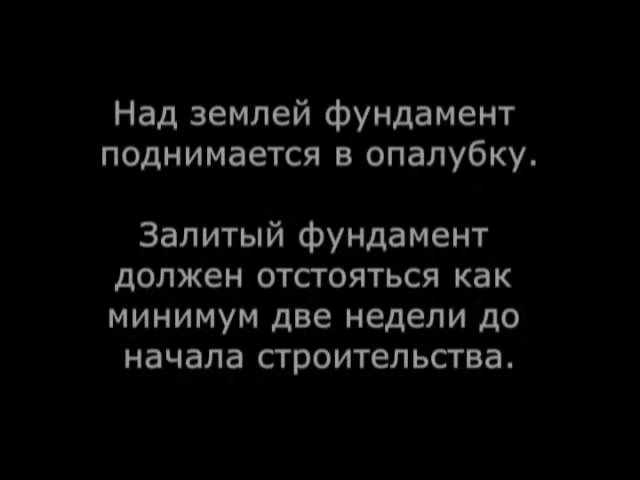 Над землей фундамент
поднимается в опалубку.
Залитый фундамент
должен отстояться как
минимум две недели до
начала строительства.